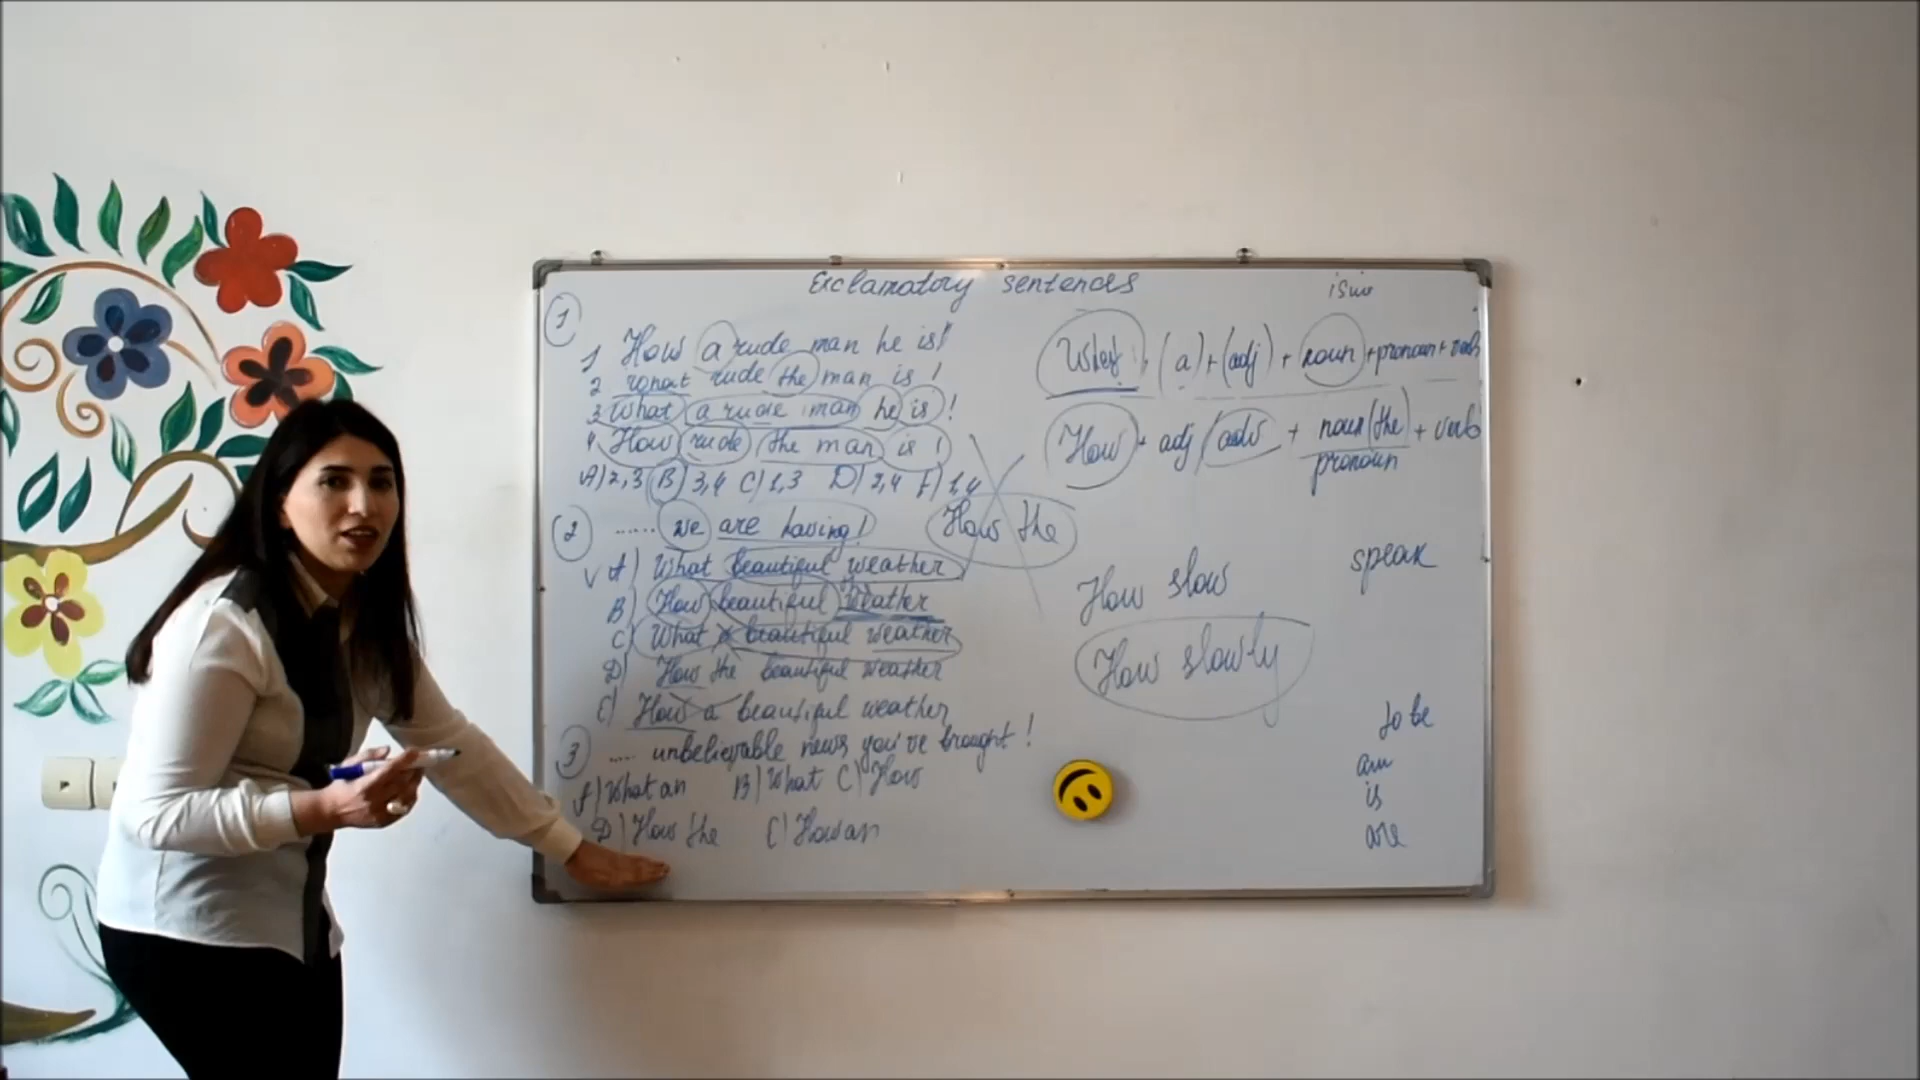 Exclamatory sentences
1
1 How a rude man he is!
2 What rude the man is!
3 What a rude man he is!
4 How rude the man is!
A) 2,3 B) 3,4 C) 1,3 D) 2,4 E) 1,4
2 ...... we are having!
A) What beautiful weather
B) How beautiful weather
C) What a beautiful weather
D) How the beautiful weather
E) How a beautiful weather
3 ..... unbelievable news you've brought!
A) What an B) What C) How
D) How the E) How an
isim
What + (a) + (adj) + noun + pronoun + verb
How + adj/adv + noun (the) + verb
pronoun
How the
How slow
How slowly
speak
to be
am
is
are